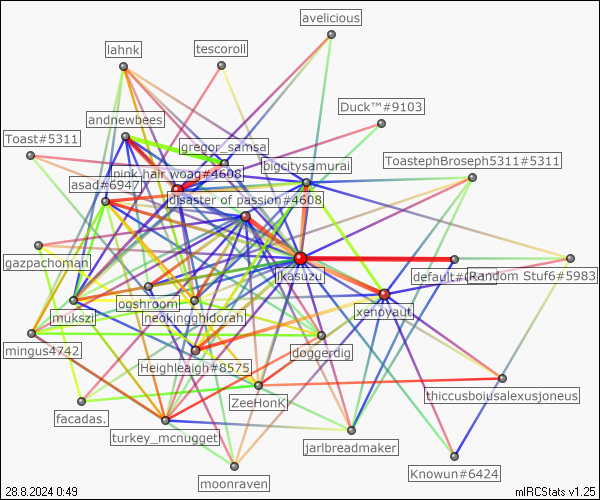 avelicious
lahnk
tescoroll
Duck™#9103
andnewbees
Toast#5311
gregor_samsa
bigcitysamurai
ToastephBroseph5311#5311
pink hair woag#4608
asad#6947
disaster of passion#4608
gazpachoman
ikasuzu
Random Stuf6#5983
ogshroom
mukszi
neokingghidorah
xenoyaut
mingus4742
doggerdig
Heighleaigh#8575
thiccusboiusalexusjoneus
ZeeHonK
facadas.
turkey_mcnugget
jarlbreadmaker
Knowun#6424
moonraven
28.8.2024 0:49
mIRCStats v1.25